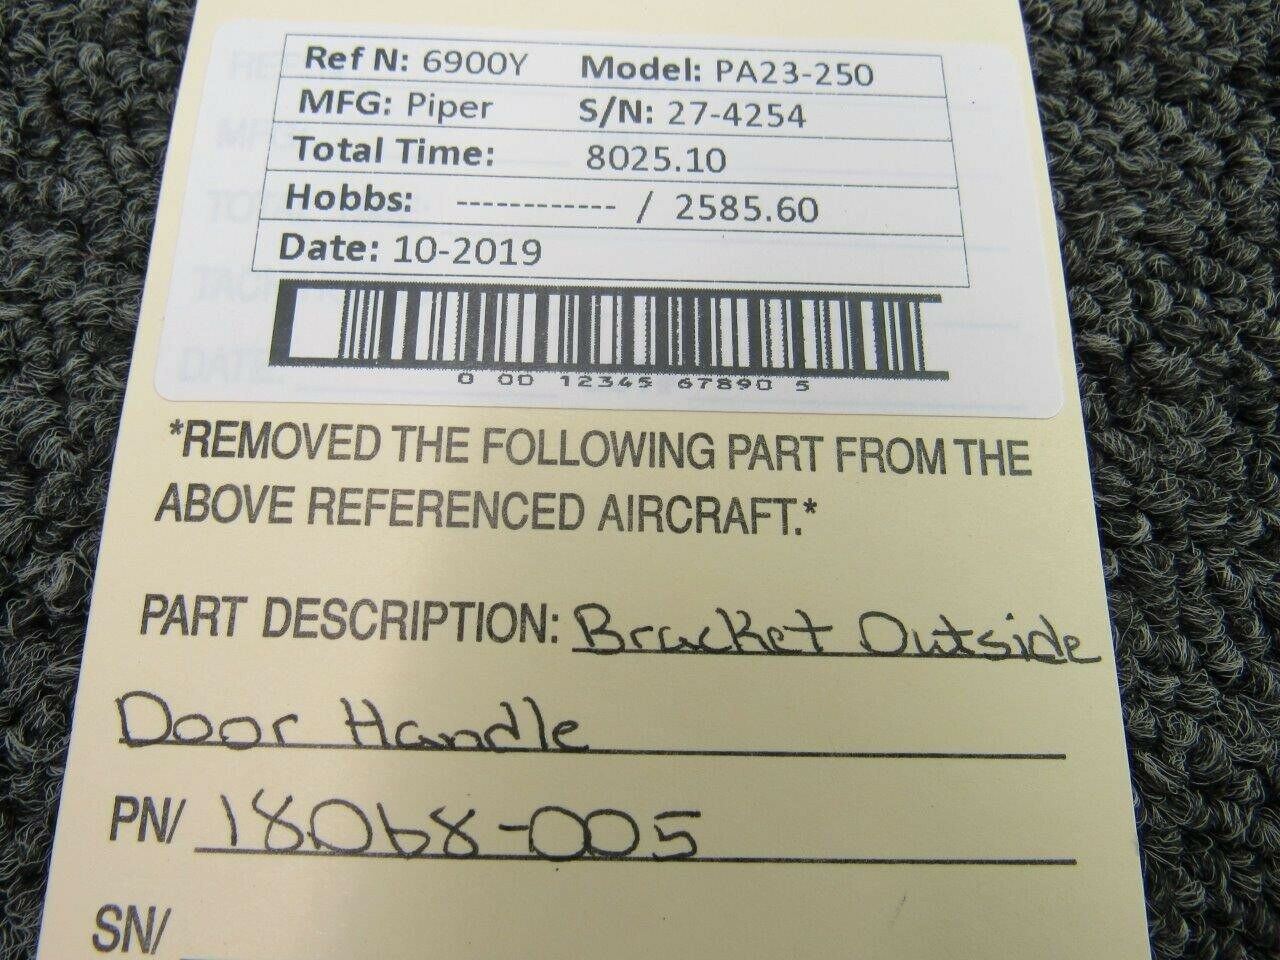 Ref N: 6900Y Model: PA23-250
MFG: Piper S/N: 27-4254
Total Time: 8025.10
Hobbs: ------------ / 2585.60
Date: 10-2019
0 00 12345 67890 5
*REMOVED THE FOLLOWING PART FROM THE
ABOVE REFERENCED AIRCRAFT.*
PART DESCRIPTION: Bracket Outside
Door Handle
PN/ 18068-005
SN/